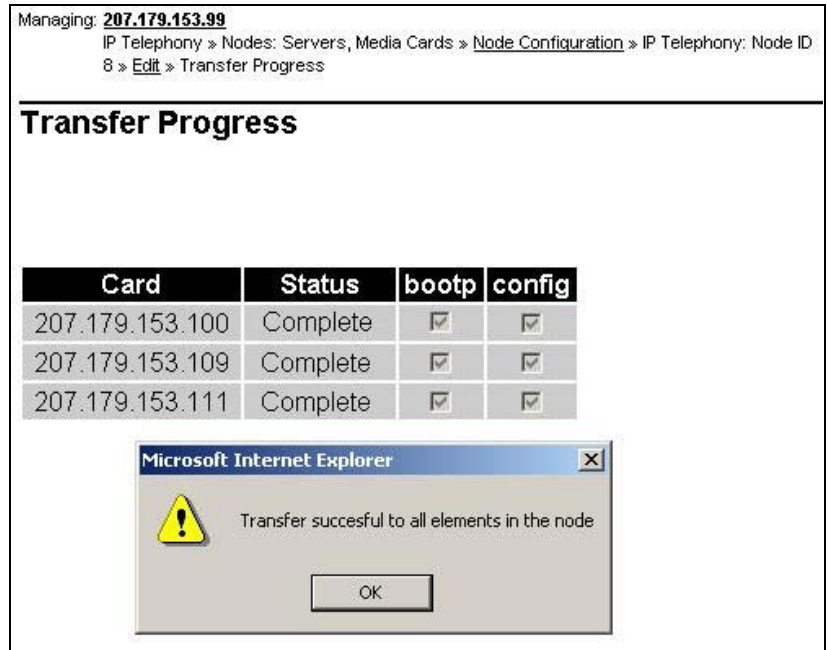 Managing: 207.179.153.99
IP Telephony » Nodes: Servers, Media Cards » Node Configuration » IP Telephony: Node ID
8 » Edit » Transfer Progress
Transfer Progress
Card Status bootp config
207.179.153.100 Complete
207.179.153.109 Complete
207.179.153.111 Complete
Microsoft Internet Explorer
Transfer succesful to all elements in the node
OK